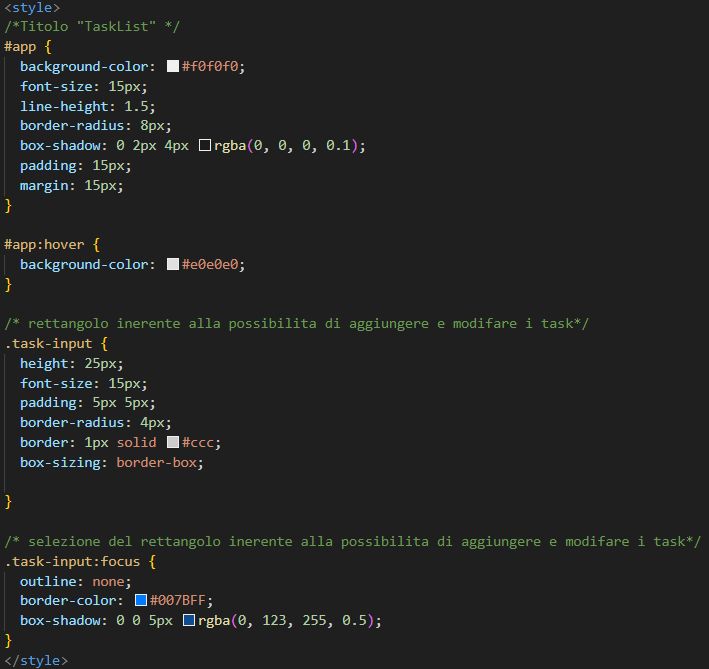 <style>
/*Titolo "TaskList" */
#app {
background-color: #f0f0f0;
font-size: 15px;
line-height: 1.5;
border-radius: 8px;
box-shadow: 0 2px 4px rgba(0, 0, 0, 0.1);
padding: 15px;
margin: 15px;
}
#app:hover {
background-color: #e0e0e0;
}
/* rettangolo inerente alla possibilita di aggiungere e modifare i task*/
.task-input {
height: 25px;
font-size: 15px;
padding: 5px 5px;
border-radius: 4px;
border: 1px solid #ccc;
box-sizing: border-box;
}
/* selezione del rettangolo inerente alla possibilita di aggiungere e modifare i task*/
.task-input:focus {
outline: none;
border-color: #007BFF;
box-shadow: 0 0 5px rgba(0, 123, 255, 0.5);
}
</style>